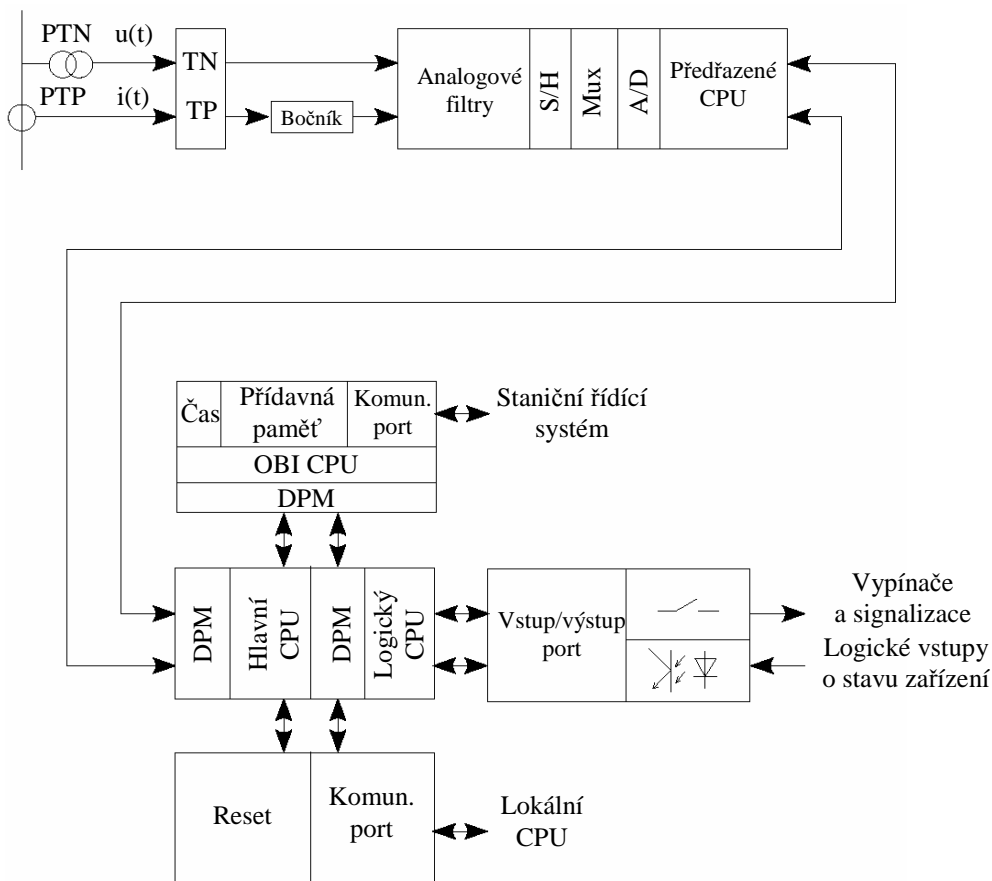 PTN u(t)
PTP i(t)
TN
TP
Bočník
Analogové
filtry
S/H
Mux
A/D
Předřazené
CPU
Čas
Přídavná
paměť
Komun.
port
OBI CPU
DPM
Staniční řídící
systém
DPM
Hlavní
CPU
DPM
Logický
CPU
Vstup/výstup
port
Vypínače
a signalizace
Logické vstupy
o stavu zařízení
Reset
Komun.
port
Lokální
CPU